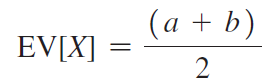 EV[X] = (a + b) / 2